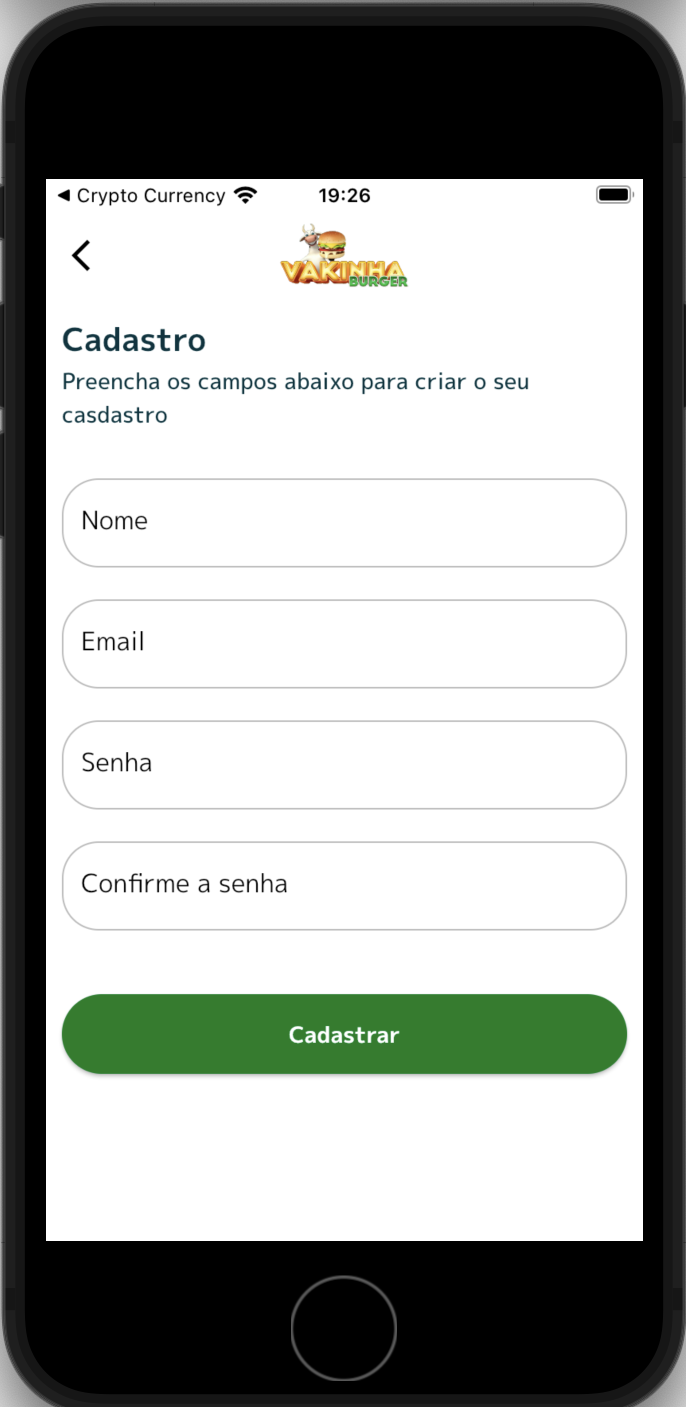 ◀ Crypto Currency 19:26
VAKINHA
BURGER
Cadastro
Preencha os campos abaixo para criar o seu
casdastro
Nome
Email
Senha
Confirme a senha
Cadastrar